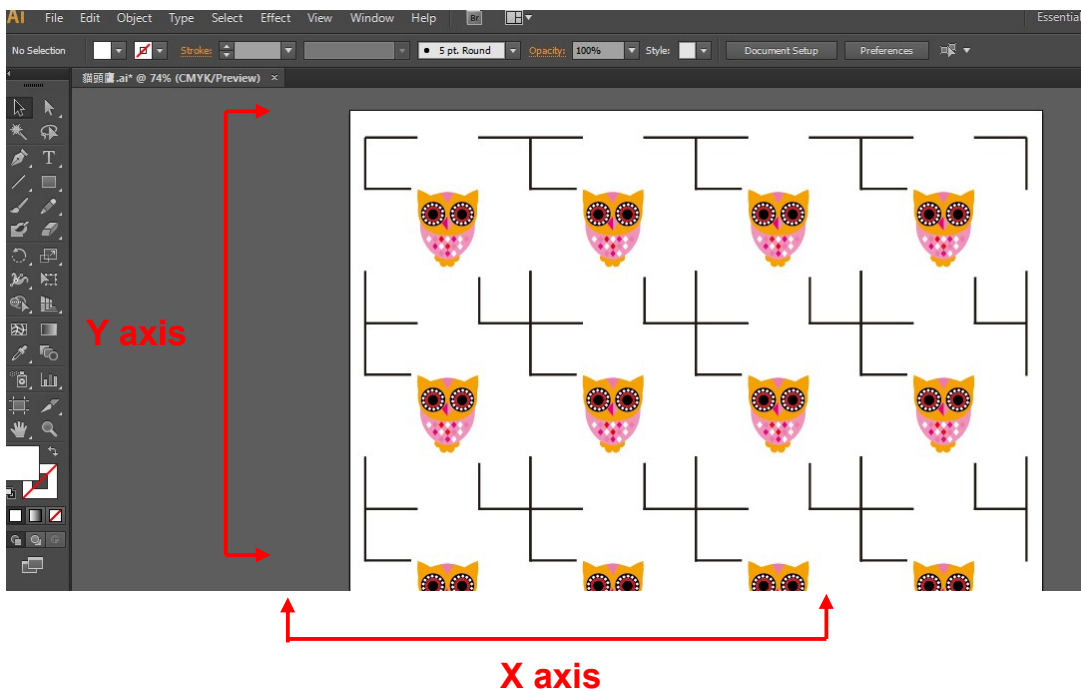 AI File Edit Object Type Select Effect View Window Help Br Essential
No Selection Stroke: 5 pt. Round Opacity: 100% Style: Document Setup Preferences
貓頭鷹.ai* @ 74% (CMYK/Preview) ×
Y axis
X axis